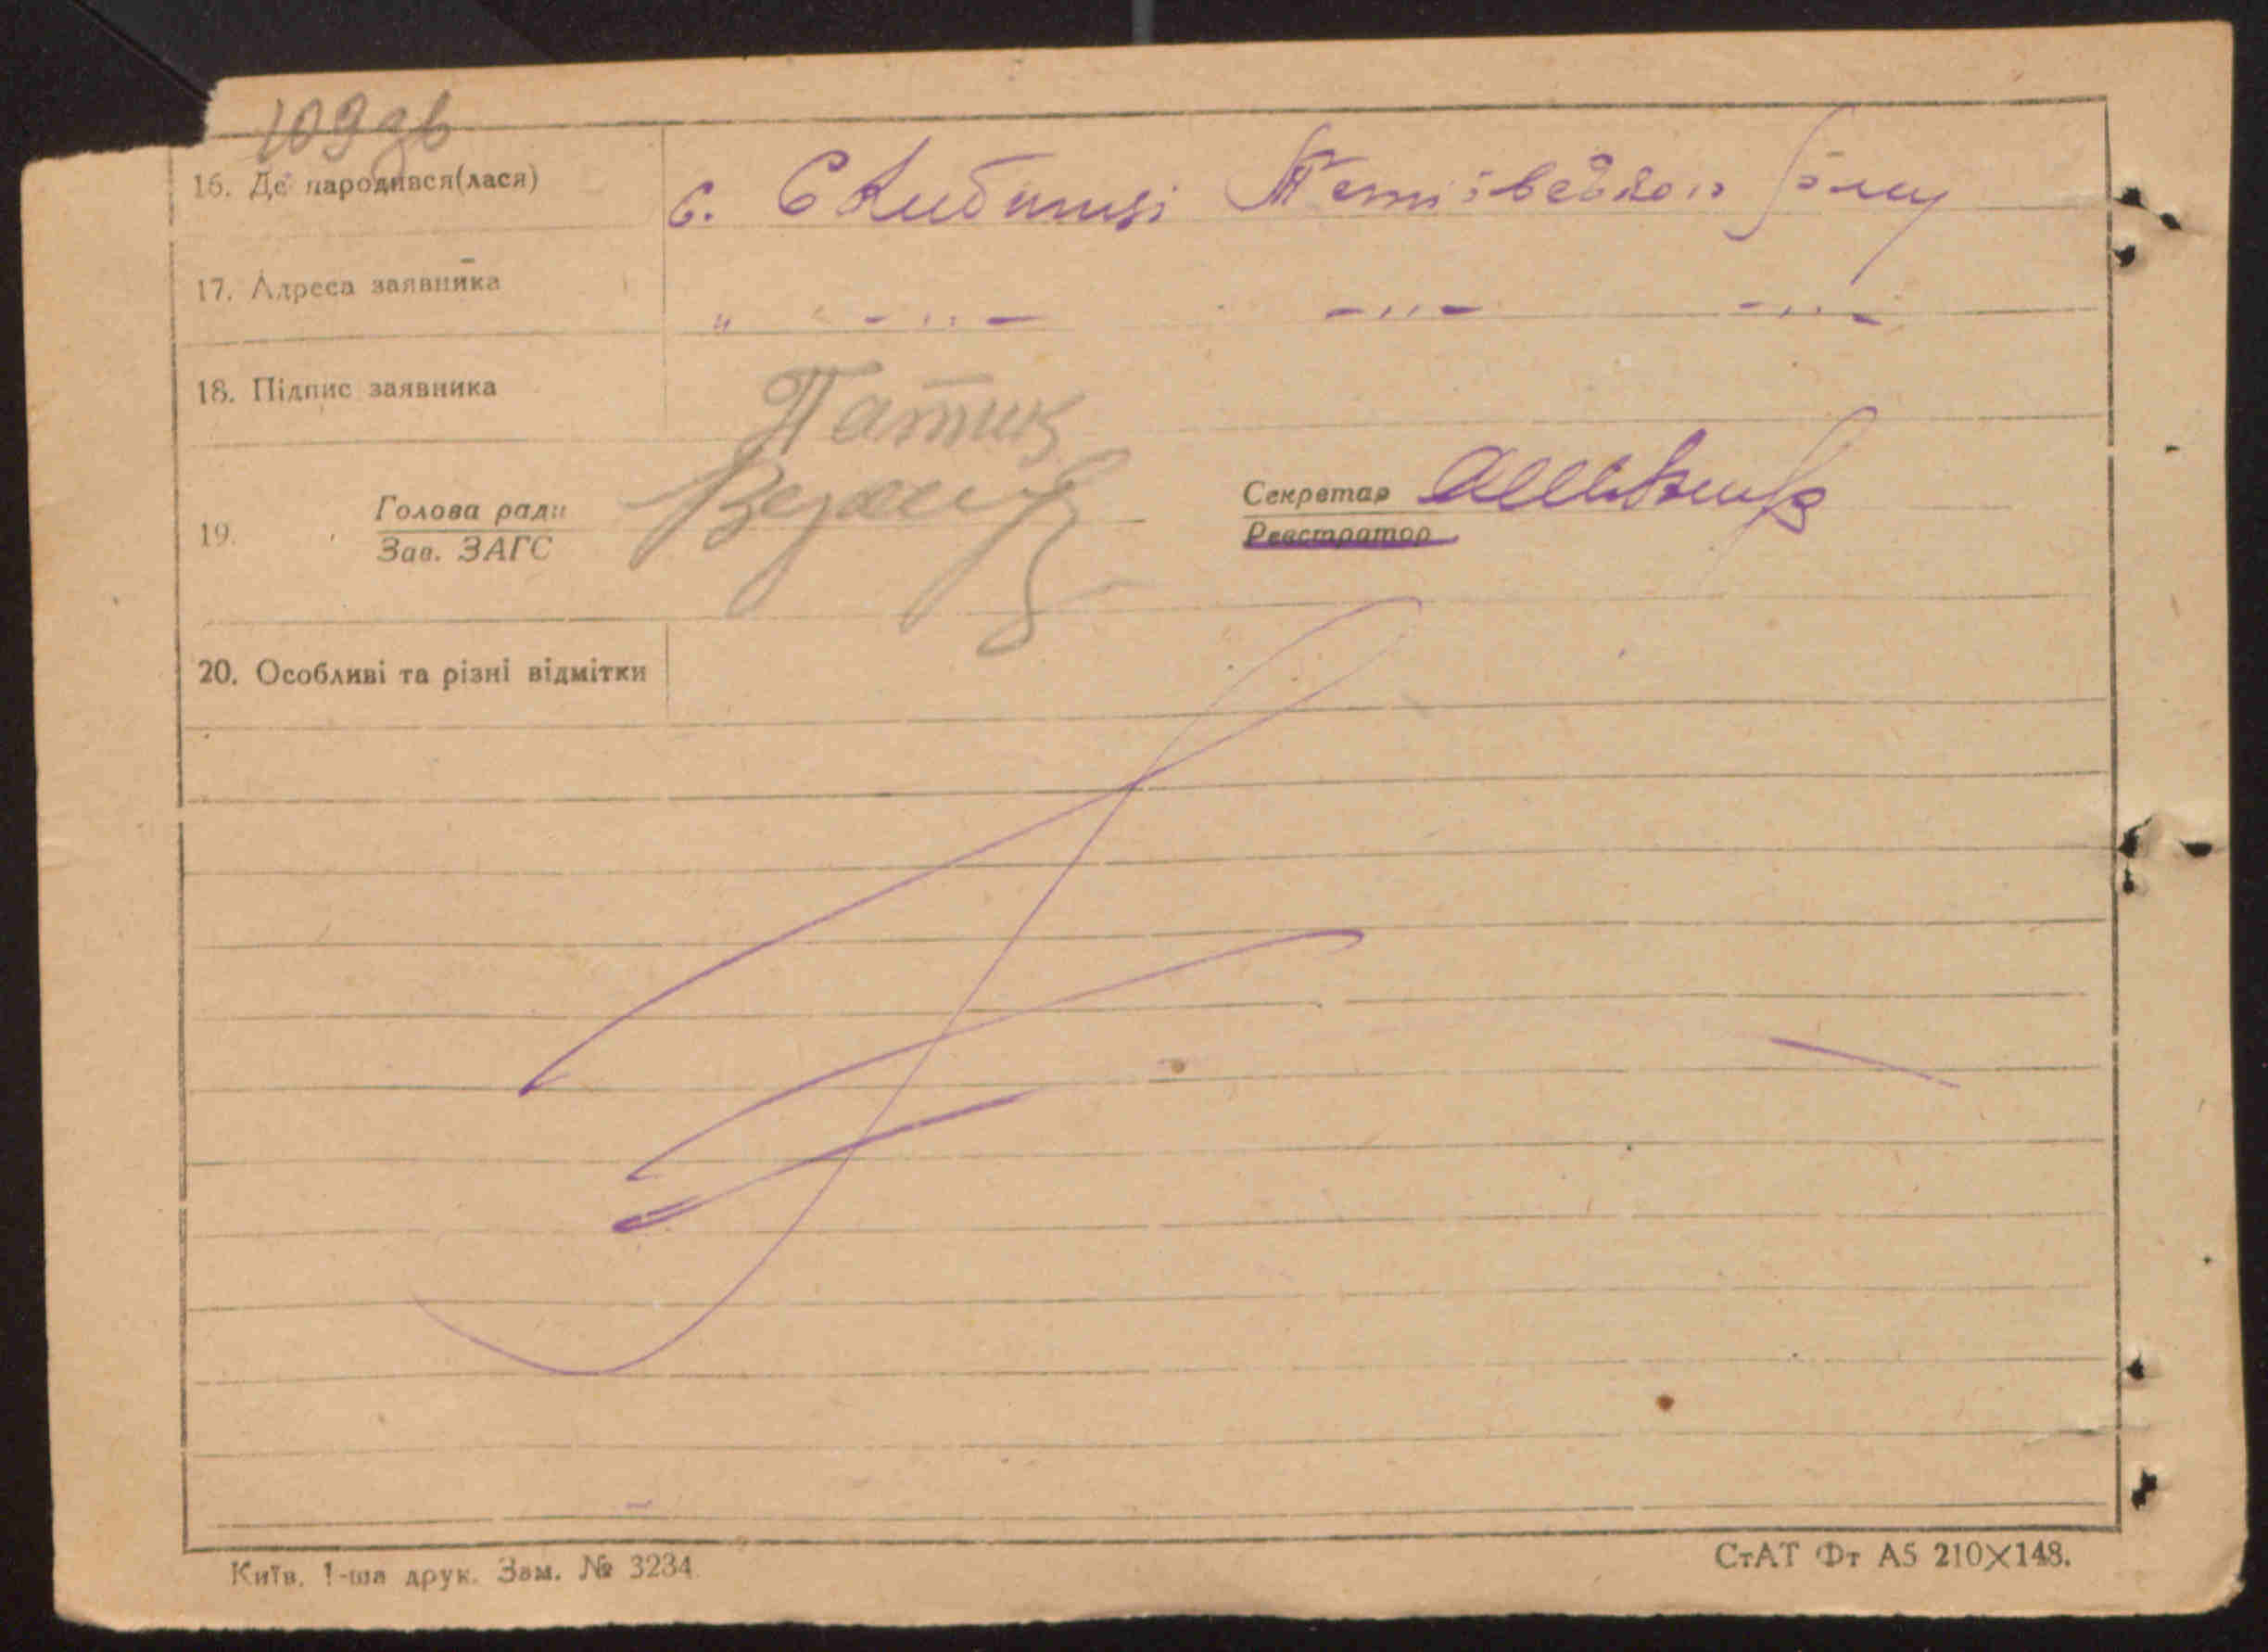 109зв
16. Де народився(лася) с. Скибинці Тетіївського р-ну
17. Адреса заявника " - ,, - - ,, - - ,, -
18. Підпис заявника Патик
19. Голова ради Секретар
Зав. ЗАГС Реєстратор
20. Особливі та різні відмітки
Київ. 1-ша друк. Зам. № 3234
СтАТ Фт А5 210×148.